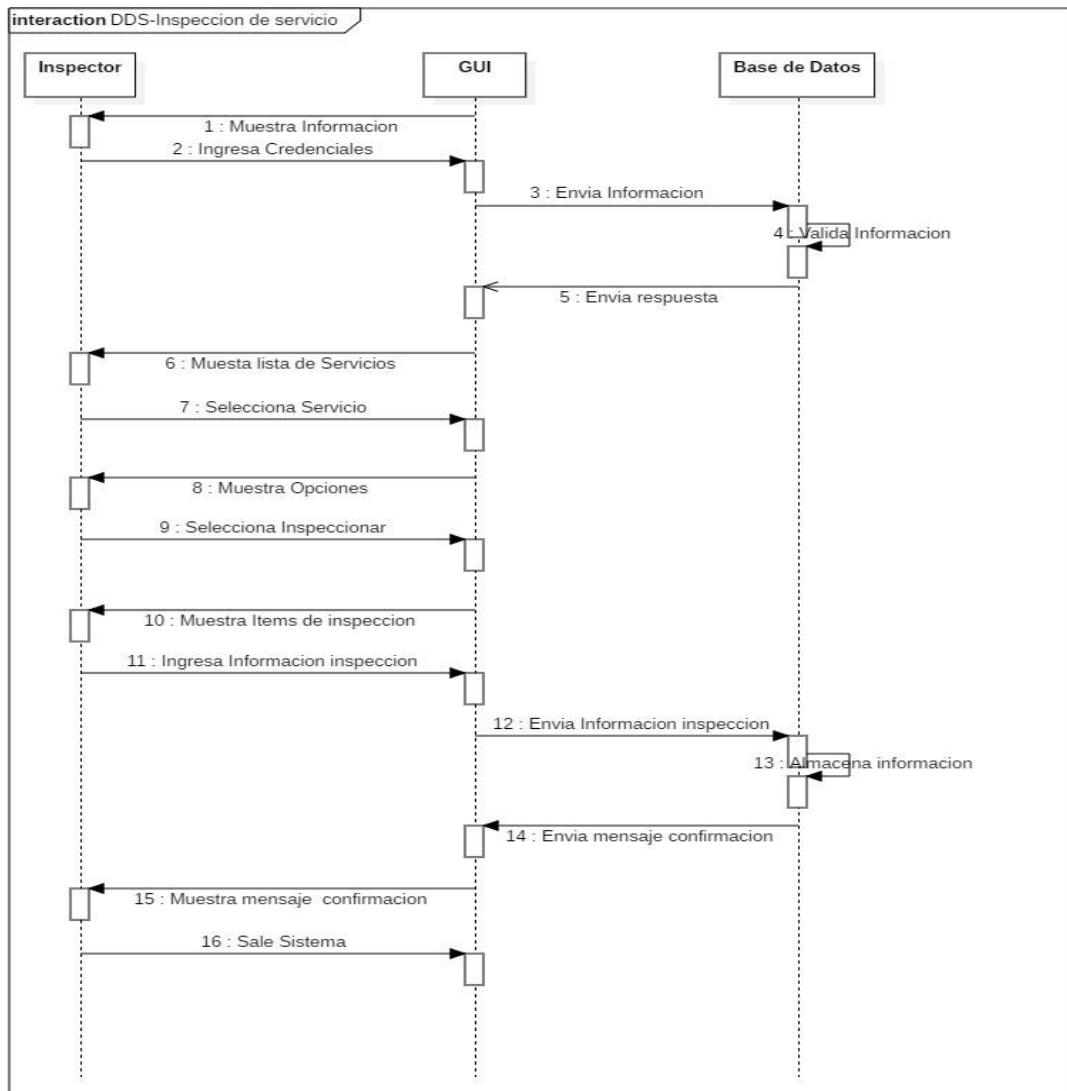 interaction DDS-Inspeccion de servicio
Inspector
GUI
Base de Datos
1 : Muestra Informacion
2 : Ingresa Credenciales
3 : Envia Informacion
4 : Valida Informacion
5 : Envia respuesta
6 : Muesta lista de Servicios
7 : Selecciona Servicio
8 : Muestra Opciones
9 : Selecciona Inspeccionar
10 : Muestra Items de inspeccion
11 : Ingresa Informacion inspeccion
12 : Envia Informacion inspeccion
13 : Almacena informacion
14 : Envia mensaje confirmacion
15 : Muestra mensaje  confirmacion
16 : Sale Sistema